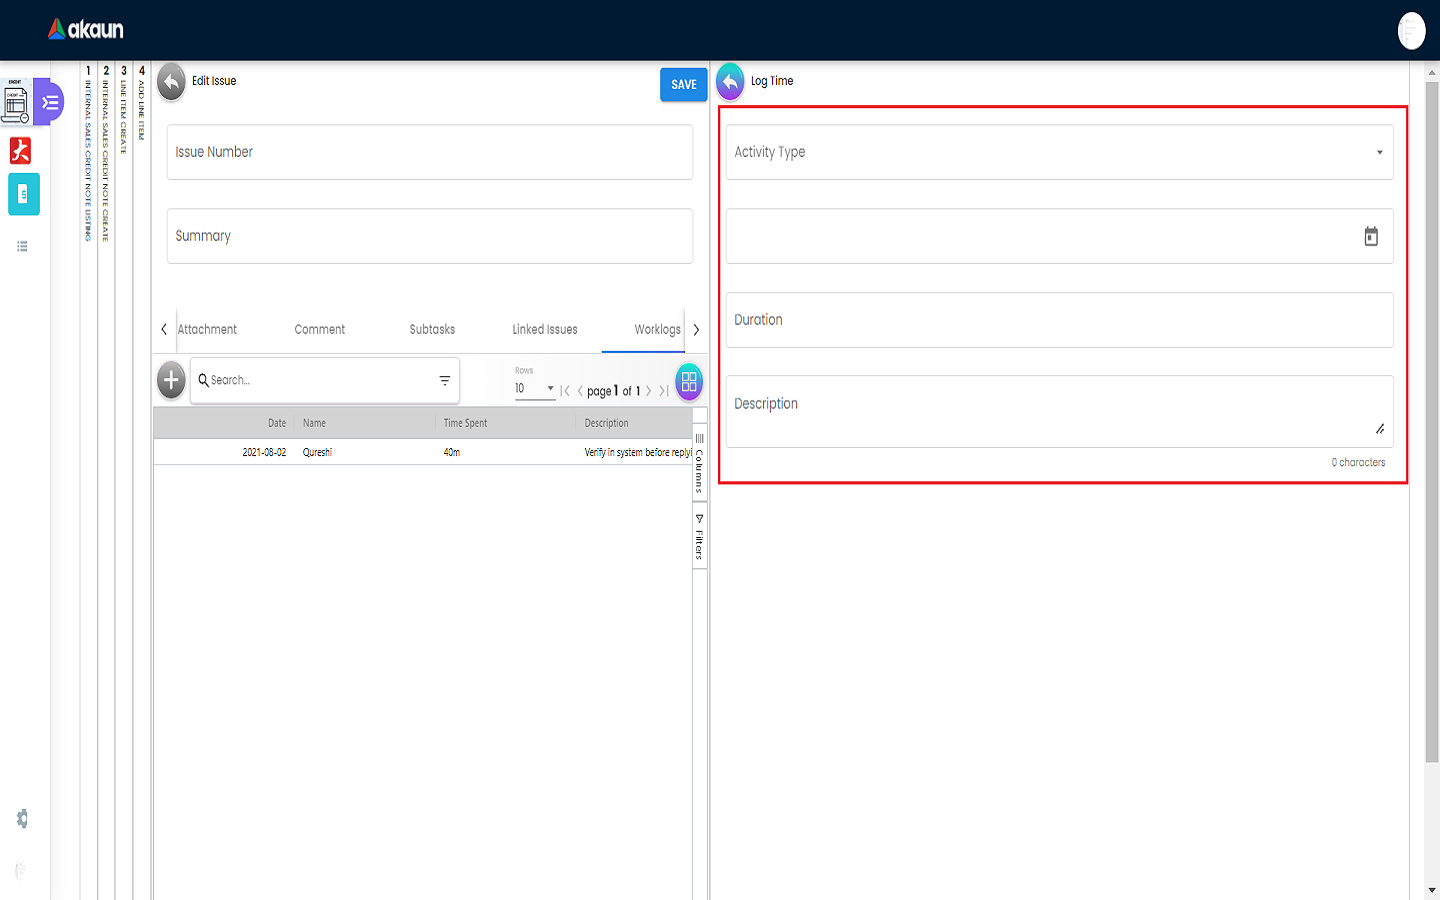 akaun
1 INTERNAL SALES CREDIT NOTE LISTING
2 INTERNAL SALES CREDIT NOTE CREATE
3 LINE ITEM CREATE
4 ADD LINE ITEM
Edit Issue
SAVE
Issue Number
Summary
Attachment Comment Subtasks Linked Issues Worklogs
Search...
Rows
10
page 1 of 1
Date Name Time Spent Description
2021-08-02 Qureshi 40m Verify in system before replyi
Columns
Filters
Log Time
Activity Type
Duration
Description
0 characters